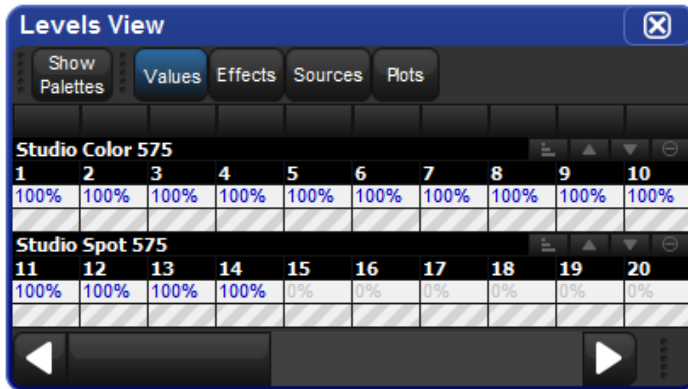 Levels View
Show Palettes Values Effects Sources Plots
Studio Color 575
1 2 3 4 5 6 7 8 9 10
100% 100% 100% 100% 100% 100% 100% 100% 100% 100%
Studio Spot 575
11 12 13 14 15 16 17 18 19 20
100% 100% 100% 100% 0% 0% 0% 0% 0% 0%